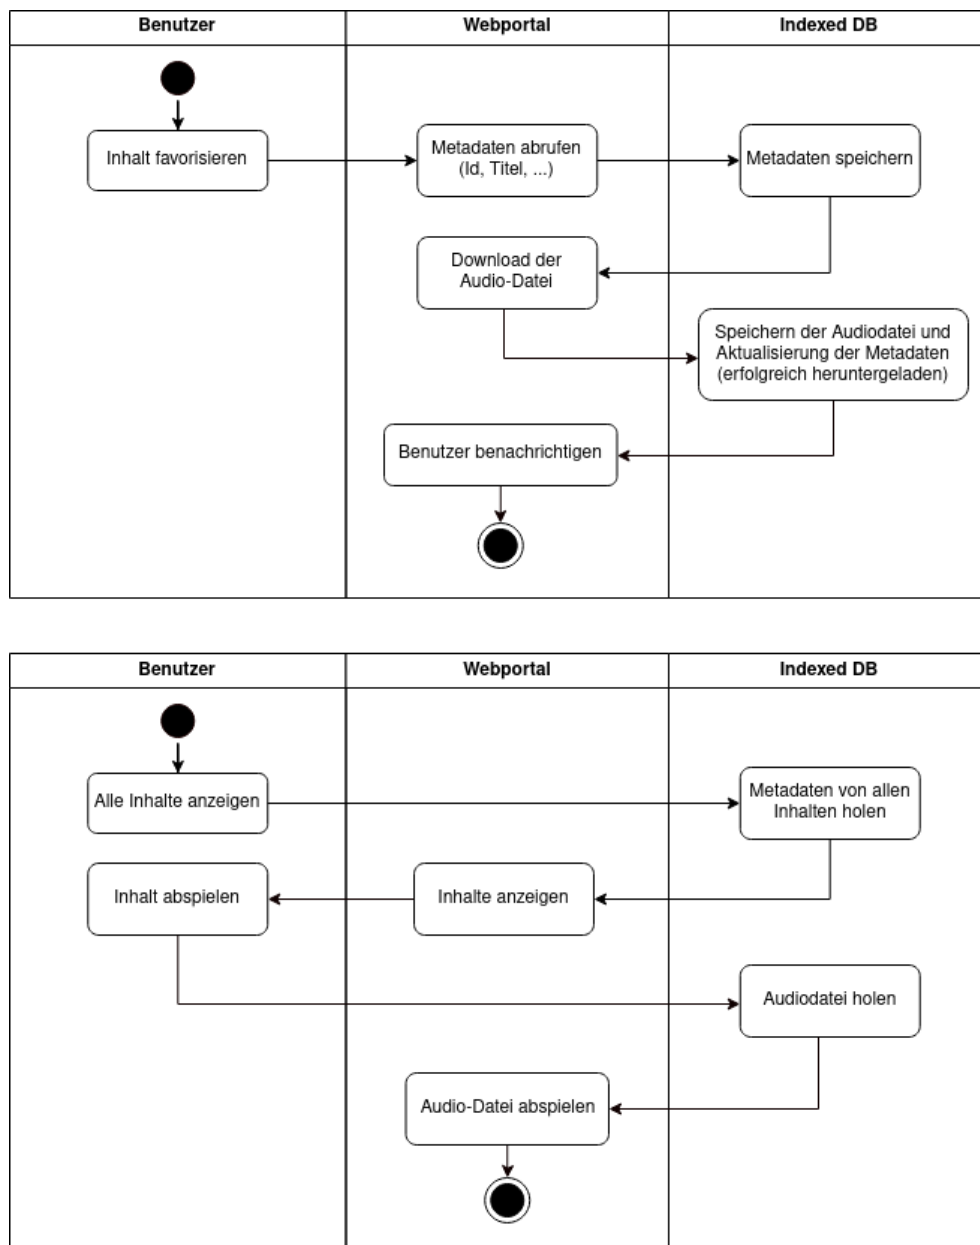 Benutzer
Webportal
Indexed DB
Inhalt favorisieren
Metadaten abrufen
(Id, Titel, ...)
Metadaten speichern
Download der
Audio-Datei
Speichern der Audiodatei und
Aktualisierung der Metadaten
(erfolgreich heruntergeladen)
Benutzer benachrichtigen
Benutzer
Webportal
Indexed DB
Alle Inhalte anzeigen
Metadaten von allen
Inhalten holen
Inhalt abspielen
Inhalte anzeigen
Audiodatei holen
Audio-Datei abspielen